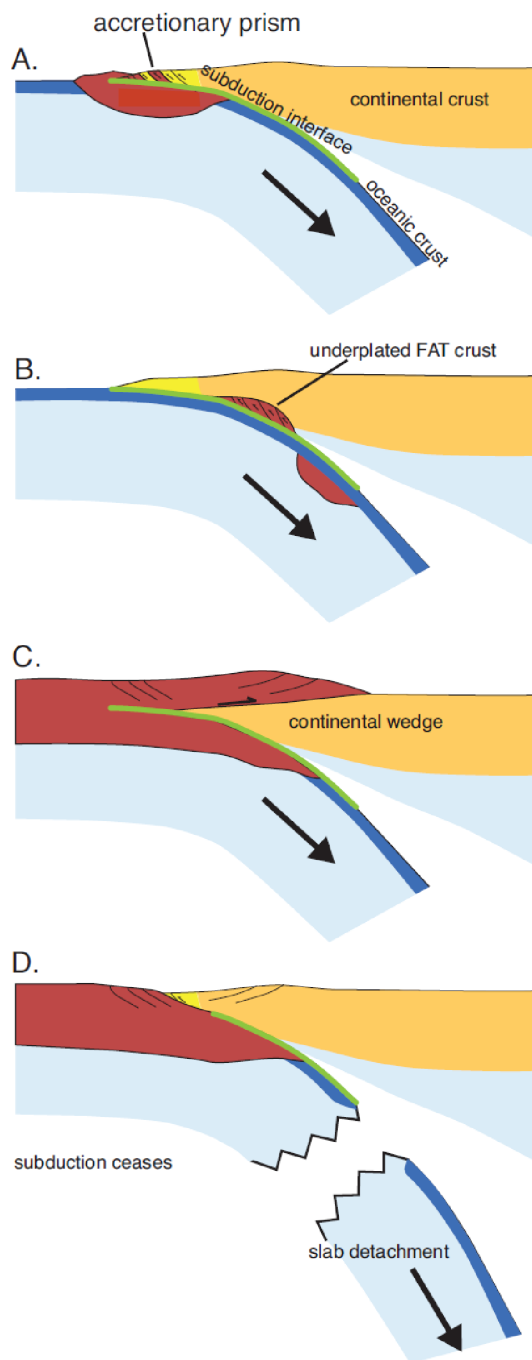 accretionary prism
A.
subduction interface
continental crust
oceanic crust
underplated FAT crust
B.
C.
continental wedge
D.
subduction ceases
slab detachment